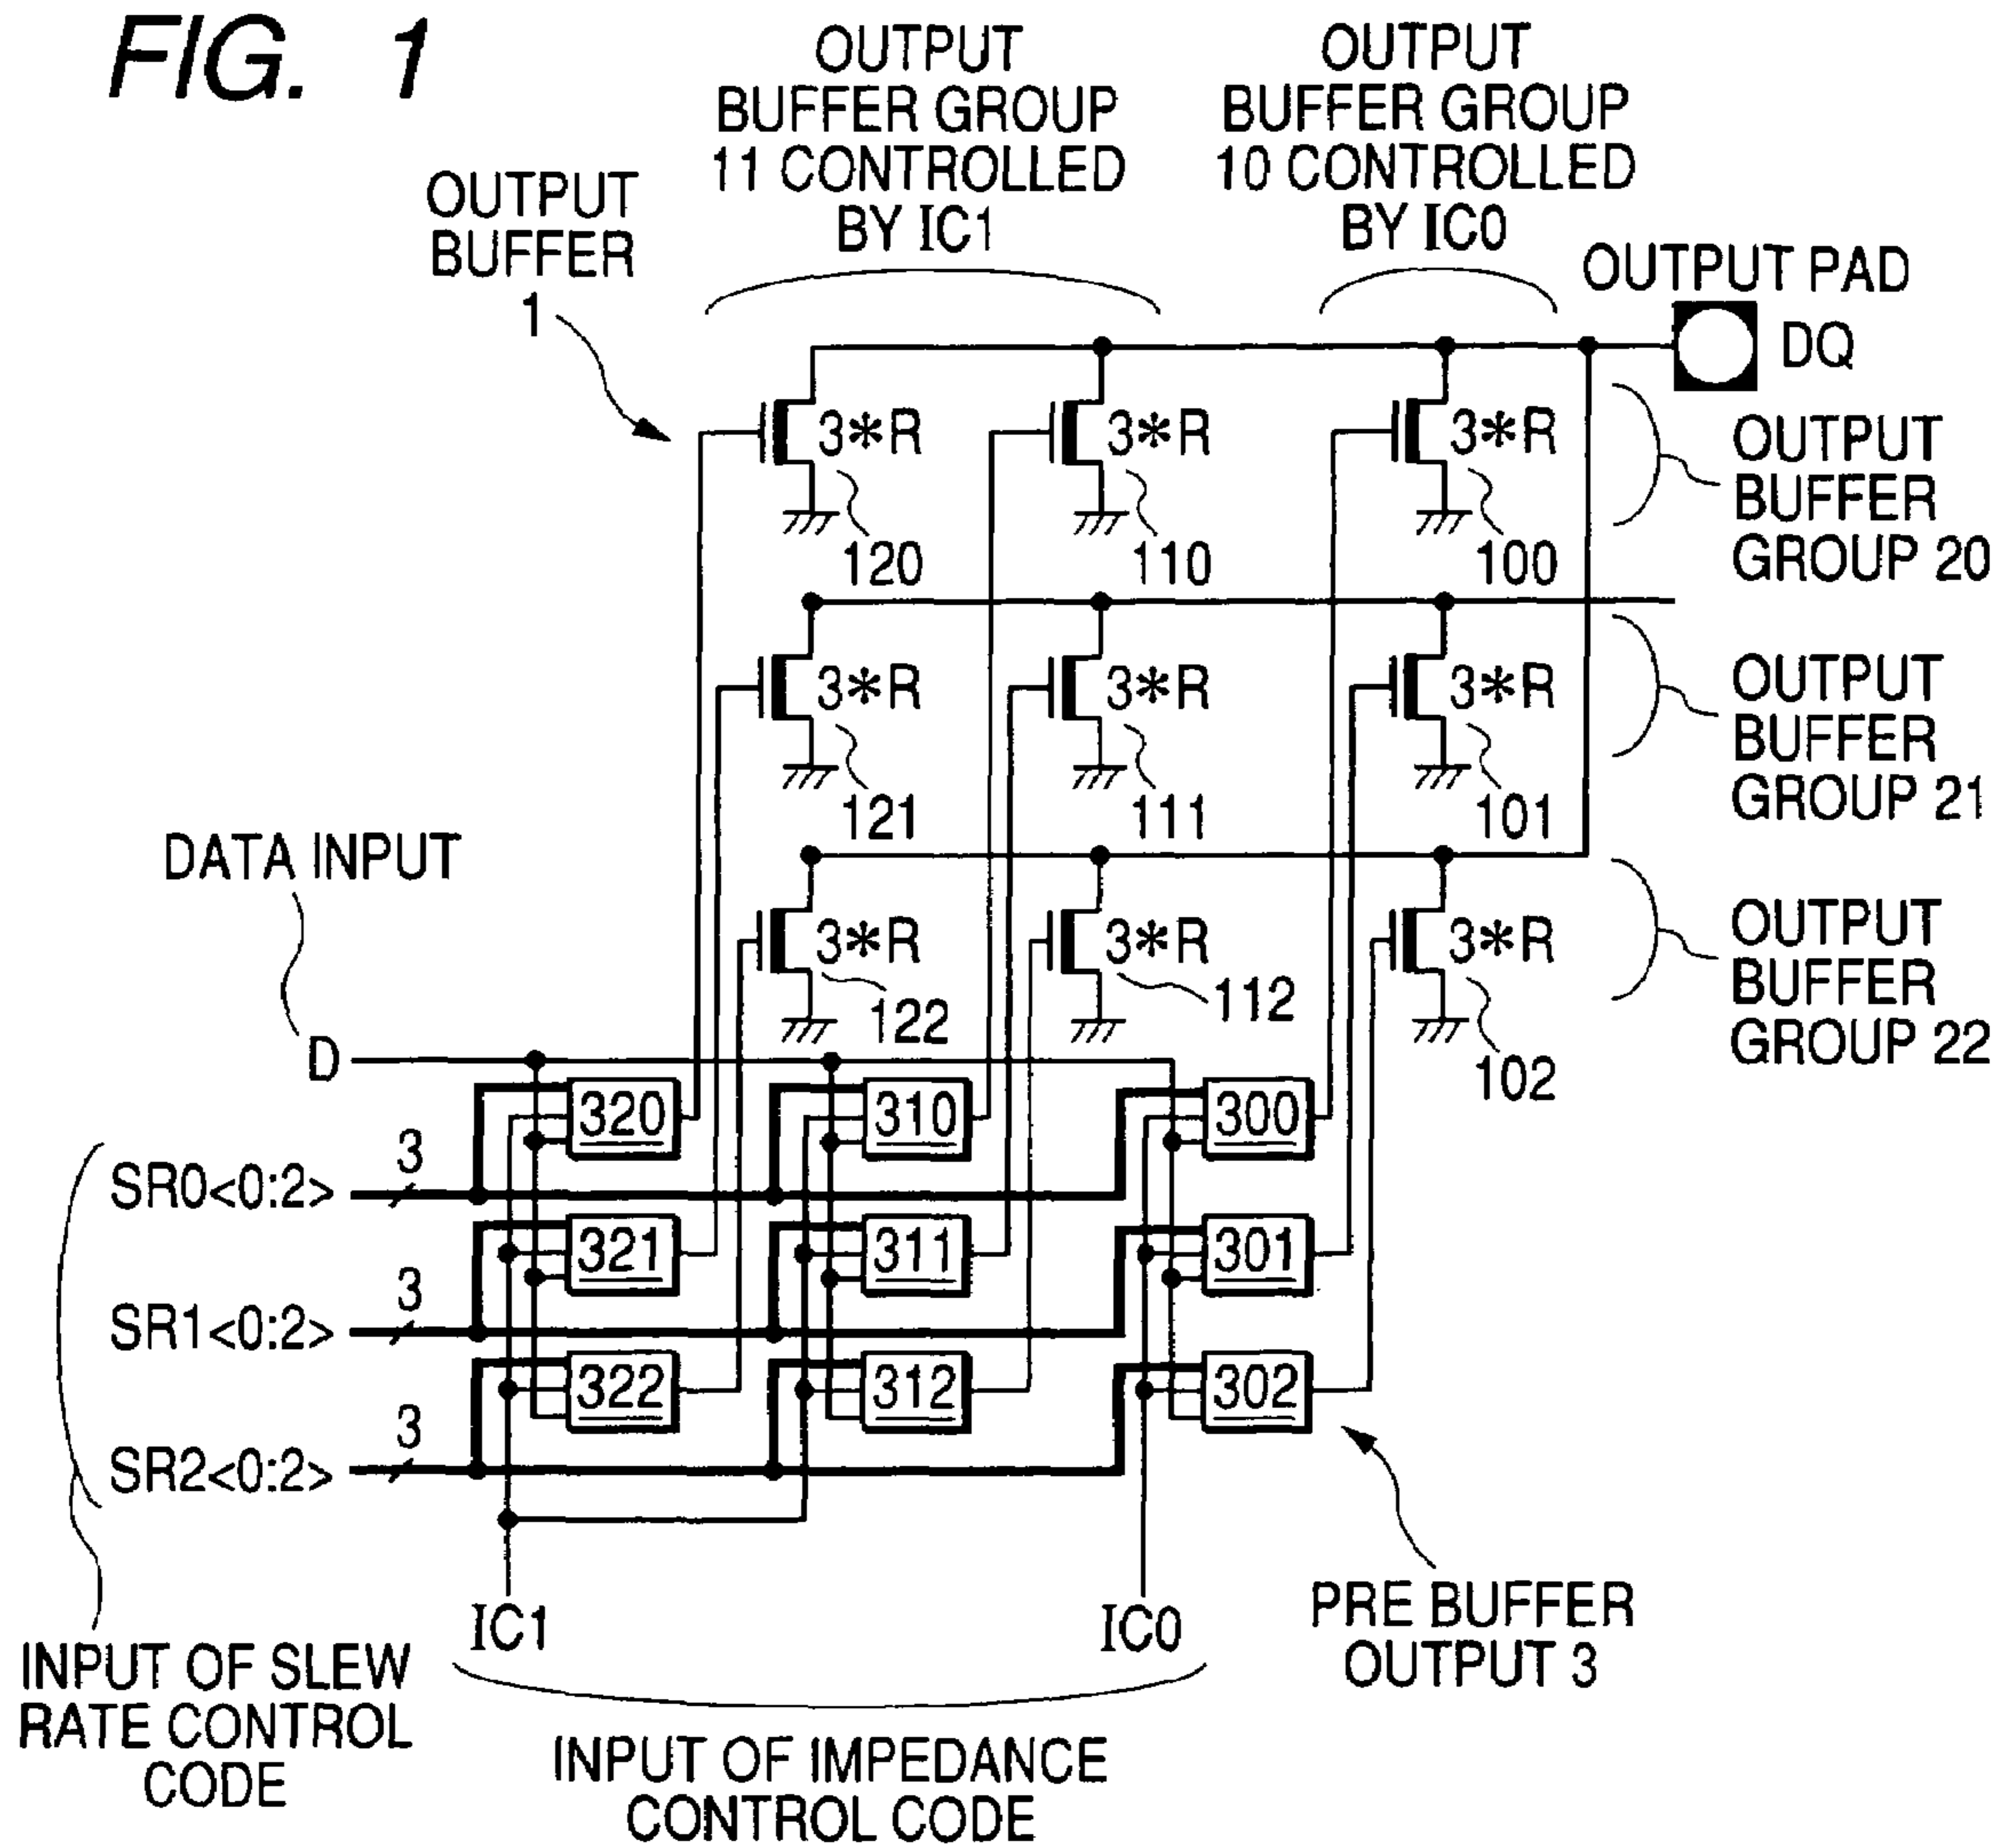 FIG. 1
OUTPUT
BUFFER GROUP
11 CONTROLLED
BY IC1
OUTPUT
BUFFER GROUP
10 CONTROLLED
BY IC0
OUTPUT
BUFFER
1
OUTPUT PAD
DQ
3*R
3*R
3*R
120
110
100
OUTPUT
BUFFER
GROUP 20
3*R
3*R
3*R
121
111
101
OUTPUT
BUFFER
GROUP 21
DATA INPUT
3*R
3*R
3*R
122
112
102
OUTPUT
BUFFER
GROUP 22
D
320
310
300
3
SR0<0:2>
321
311
301
3
SR1<0:2>
322
312
302
3
SR2<0:2>
IC1
IC0
PRE BUFFER
OUTPUT 3
INPUT OF SLEW
RATE CONTROL
CODE
INPUT OF IMPEDANCE
CONTROL CODE